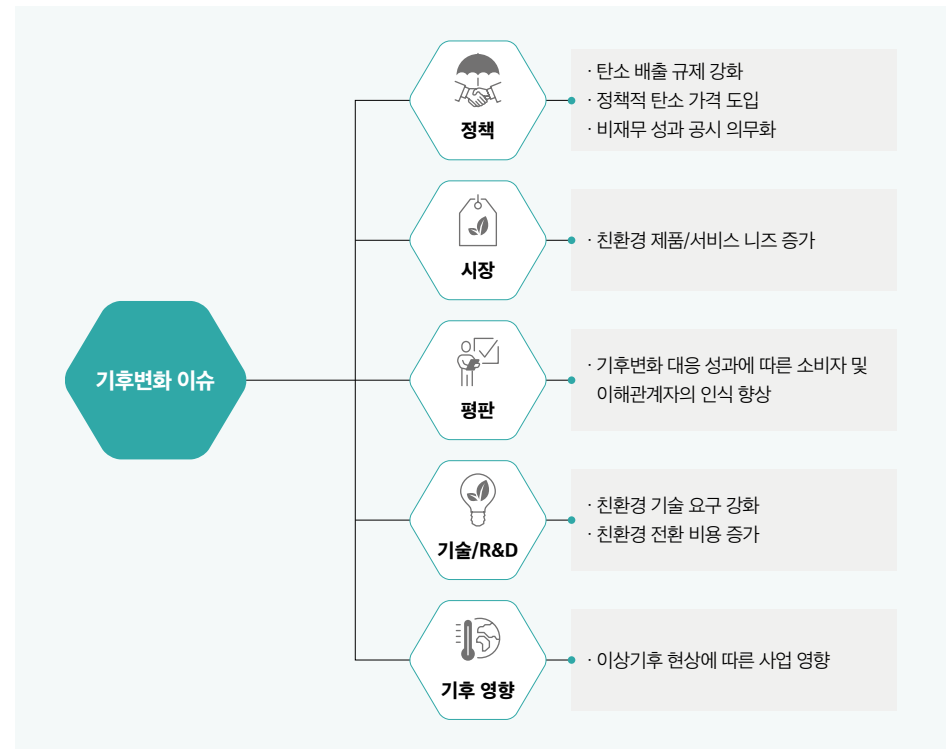 기후변화 이슈
정책
· 탄소 배출 규제 강화
· 정책적 탄소 가격 도입
· 비재무 성과 공시 의무화
시장
· 친환경 제품/서비스 니즈 증가
평판
· 기후변화 대응 성과에 따른 소비자 및
이해관계자의 인식 향상
기술/R&D
· 친환경 기술 요구 강화
· 친환경 전환 비용 증가
기후 영향
· 이상기후 현상에 따른 사업 영향